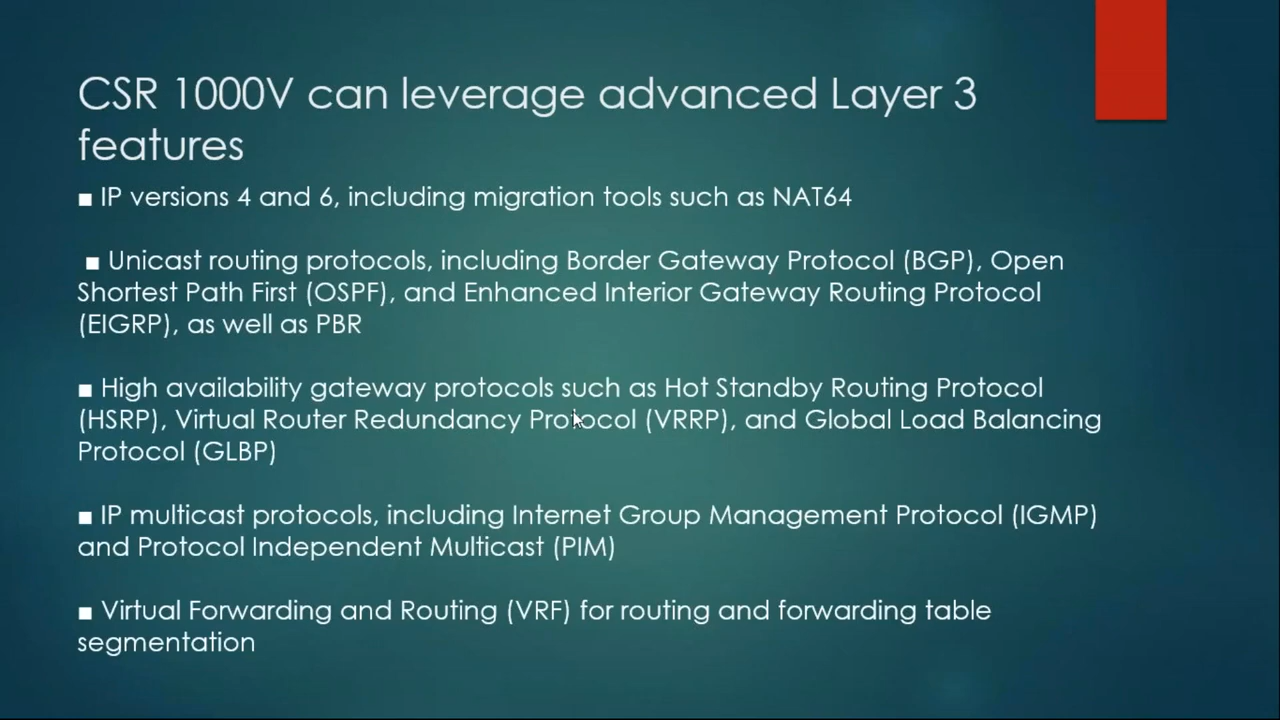 CSR 1000V can leverage advanced Layer 3
features
■ IP versions 4 and 6, including migration tools such as NAT64
■ Unicast routing protocols, including Border Gateway Protocol (BGP), Open
Shortest Path First (OSPF), and Enhanced Interior Gateway Routing Protocol
(EIGRP), as well as PBR
■ High availability gateway protocols such as Hot Standby Routing Protocol
(HSRP), Virtual Router Redundancy Protocol (VRRP), and Global Load Balancing
Protocol (GLBP)
■ IP multicast protocols, including Internet Group Management Protocol (IGMP)
and Protocol Independent Multicast (PIM)
■ Virtual Forwarding and Routing (VRF) for routing and forwarding table
segmentation